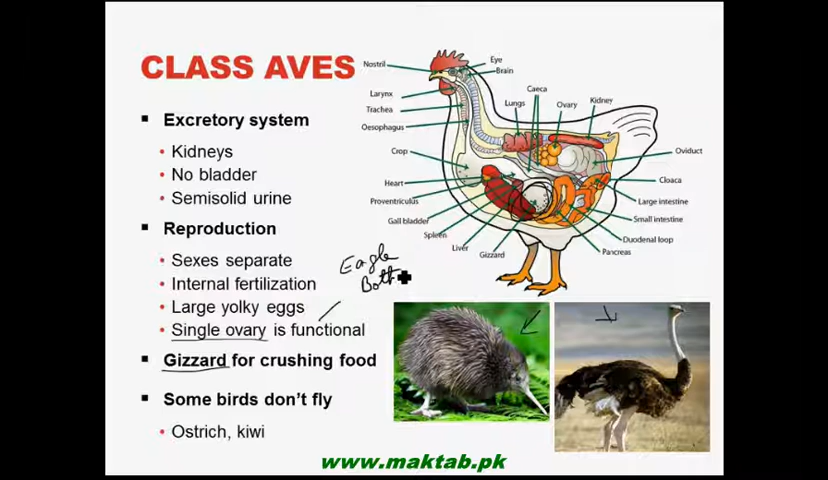 CLASS AVES
Excretory system
Kidneys
No bladder
Semisolid urine
Reproduction
Sexes separate
Internal fertilization
Large yolky eggs
Single ovary is functional
Gizzard for crushing food
Some birds don't fly
Ostrich, kiwi
Eagle
Both
Nostril
Larynx
Trachea
Oesophagus
Crop
Heart
Proventriculus
Gall bladder
Spleen
Liver
Gizzard
Eye
Brain
Caeca
Lungs
Ovary
Kidney
Oviduct
Cloaca
Large intestine
Small intestine
Duodenal loop
Pancreas
www.maktab.pk